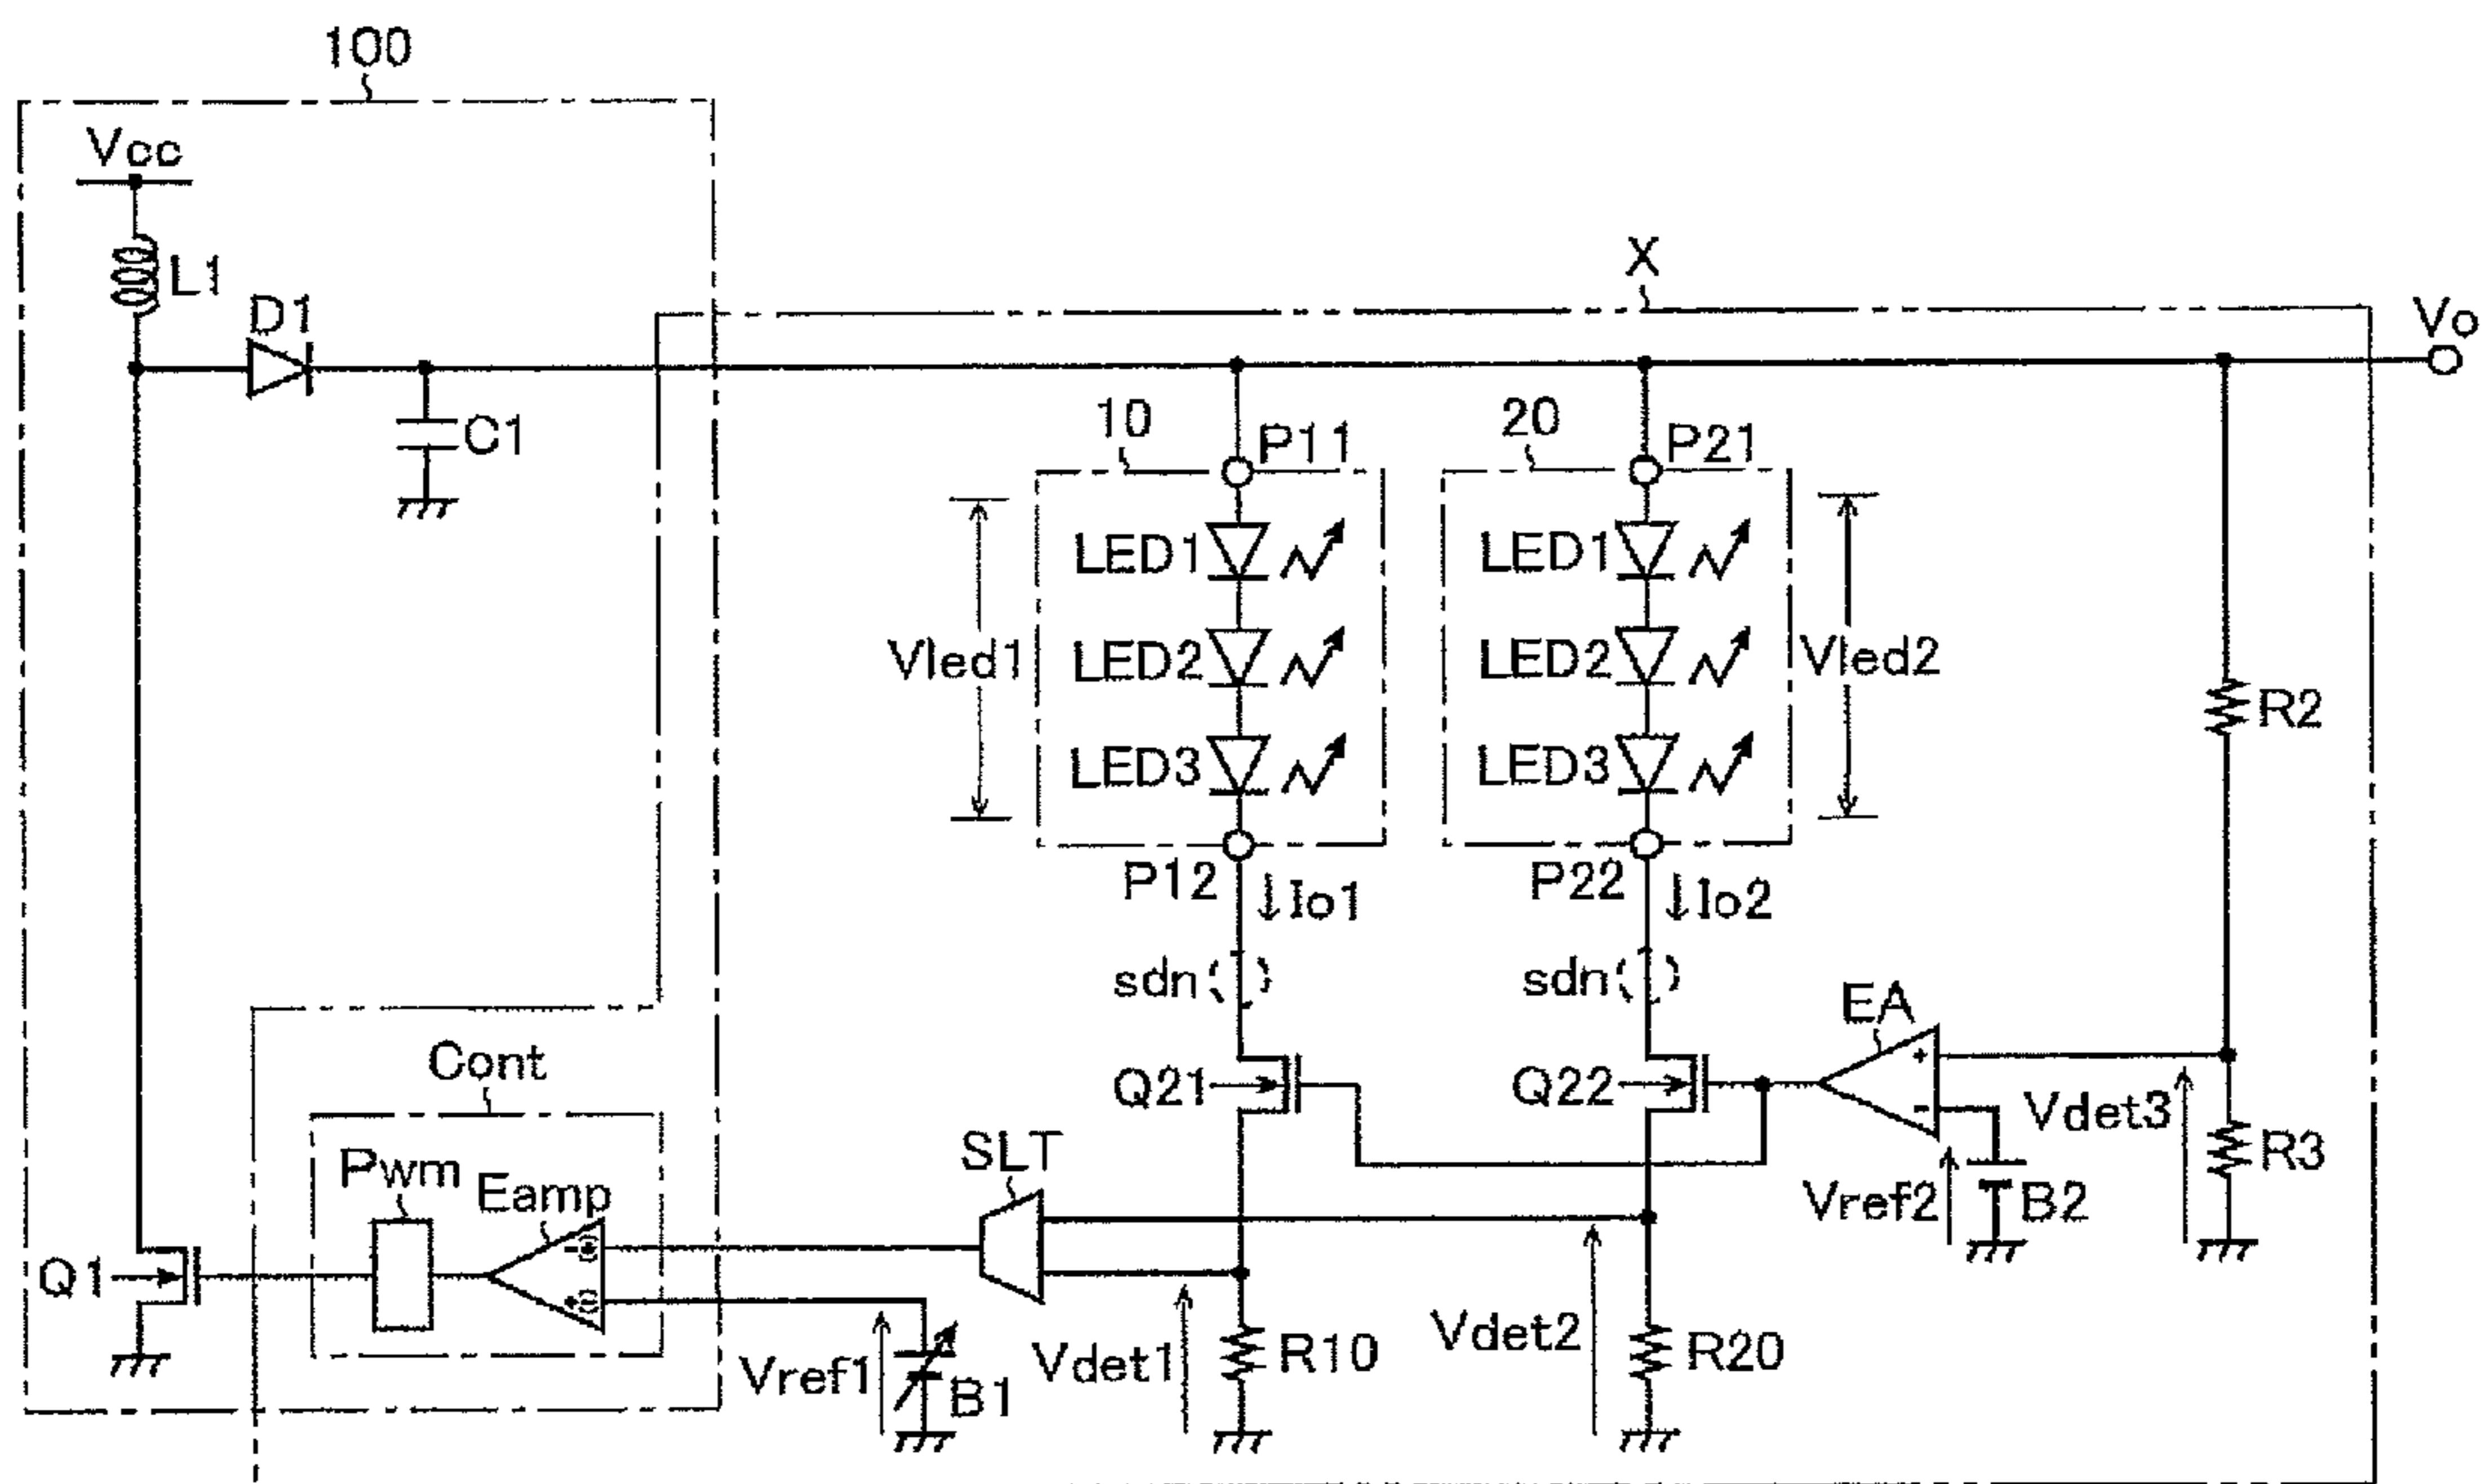 100
Vcc
L1
D1
C1
X
Vo
10
P11
20
P21
LED1
LED1
Vled1
LED2
LED2
Vled2
LED3
LED3
R2
P12
Io1
P22
Io2
sdn
sdn
EA
+
-
Cont
Q21
Q22
Vdet3
Pwm
Eamp
SLT
R3
Vref2
B2
Q1
Vref1
B1
Vdet1
R10
Vdet2
R20